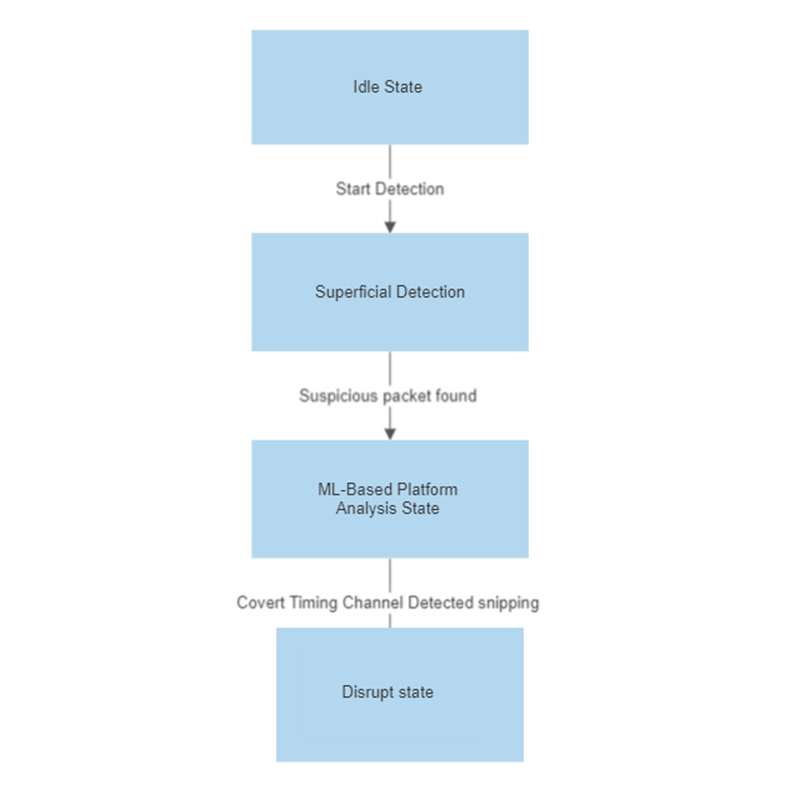 Idle State
Start Detection
Superficial Detection
Suspicious packet found
ML-Based Platform
Analysis State
Covert Timing Channel Detected snipping
Disrupt state